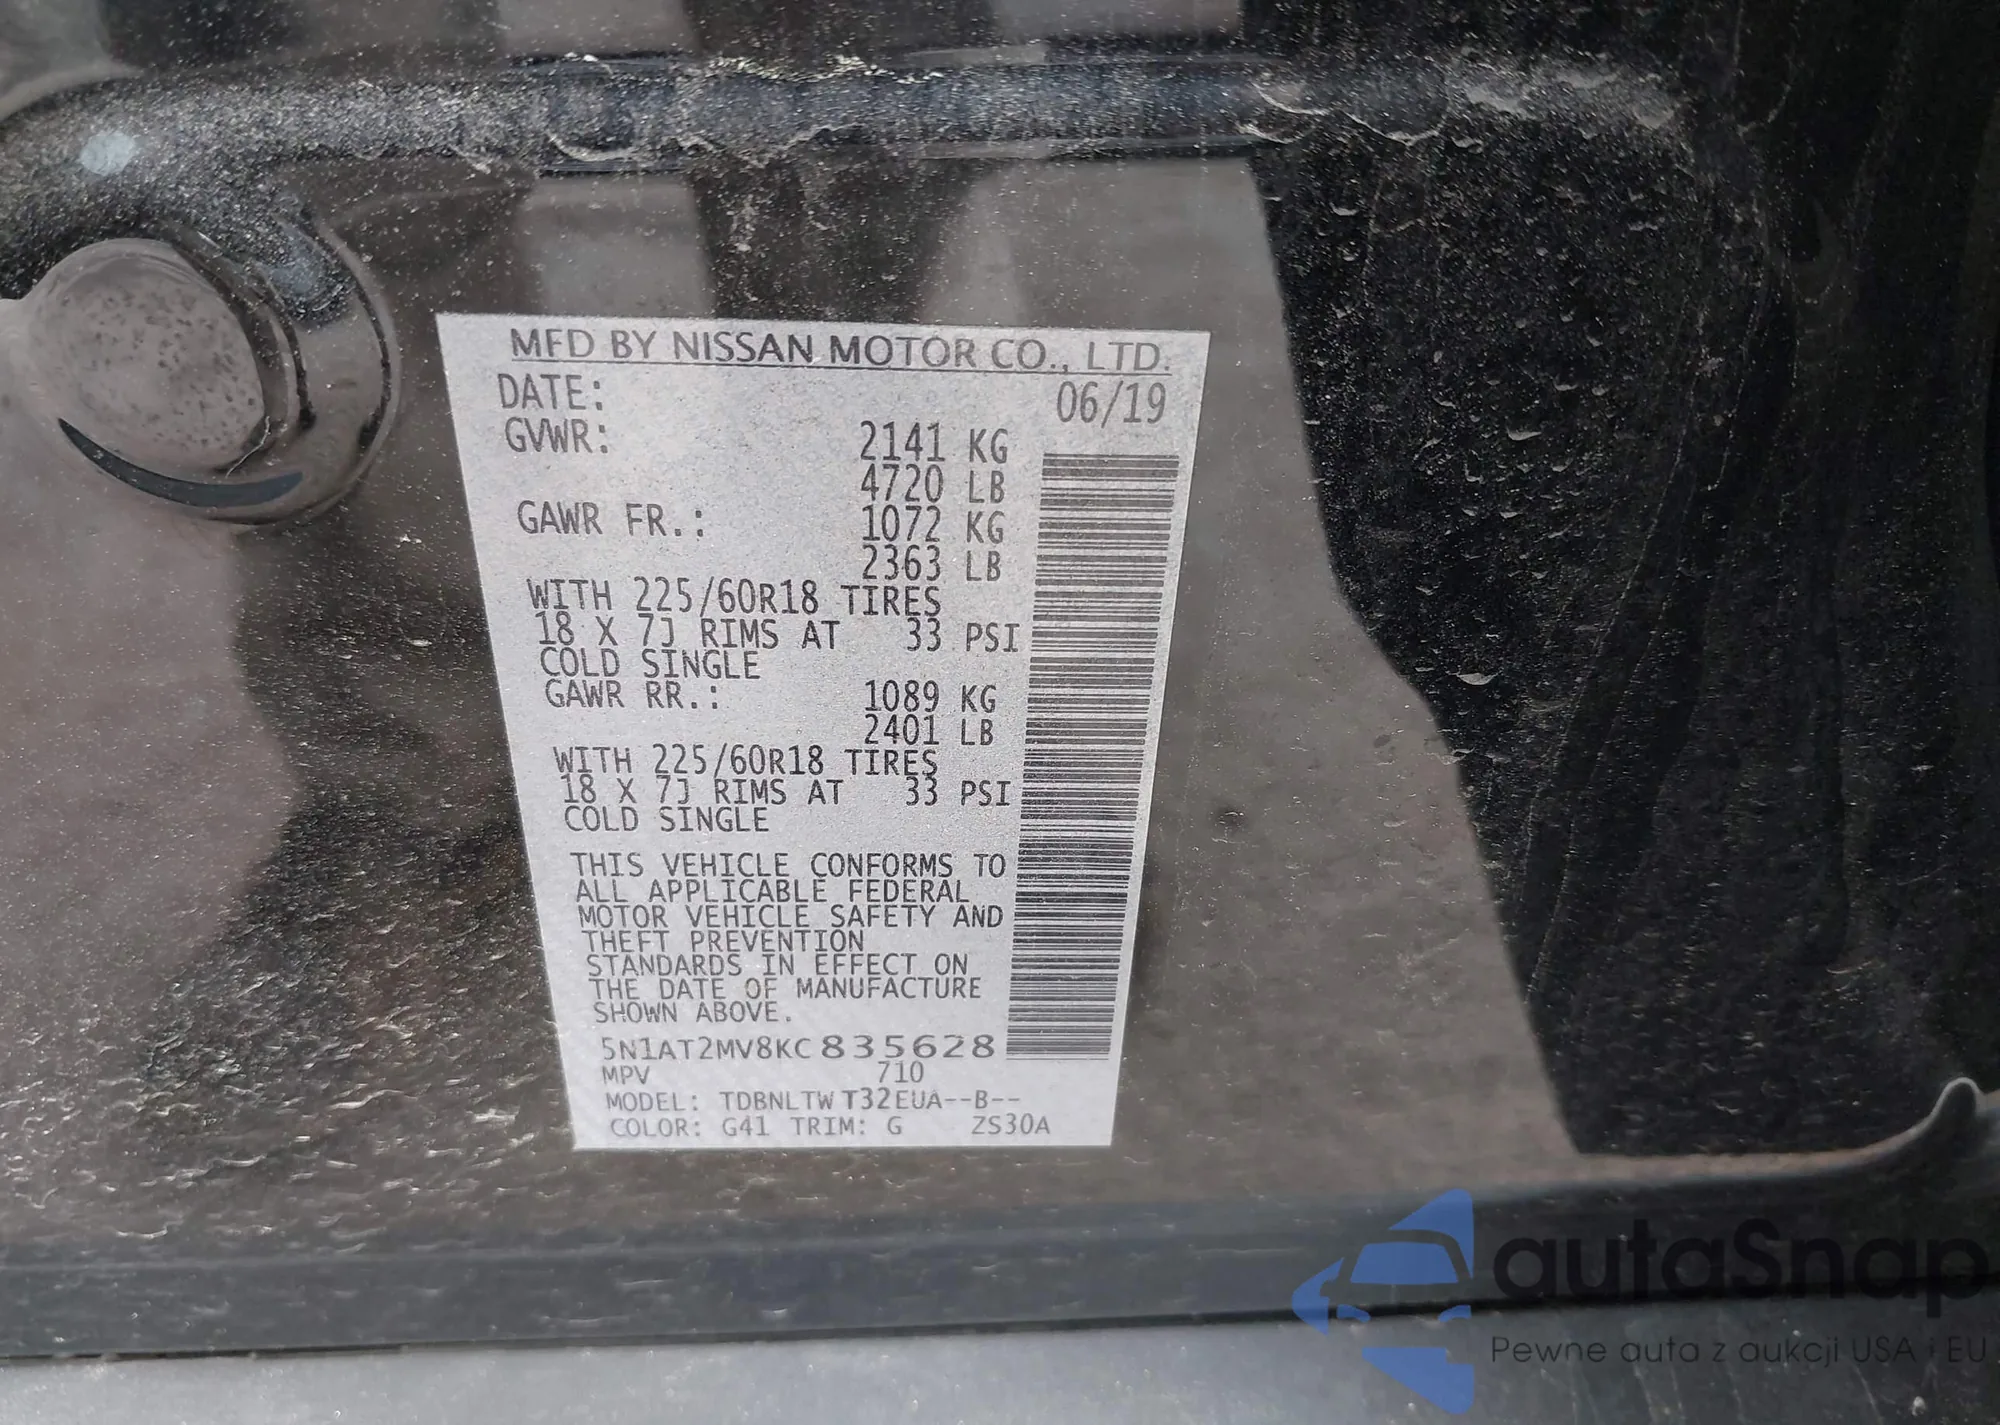 MFD BY NISSAN MOTOR CO., LTD.
DATE: 06/19
GVWR: 2141 KG
4720 LB
GAWR FR.: 1072 KG
2363 LB
WITH 225/60R18 TIRES
18 X 7J RIMS AT 33 PSI
COLD SINGLE
GAWR RR.: 1089 KG
2401 LB
WITH 225/60R18 TIRES
18 X 7J RIMS AT 33 PSI
COLD SINGLE
THIS VEHICLE CONFORMS TO
ALL APPLICABLE FEDERAL
MOTOR VEHICLE SAFETY AND
THEFT PREVENTION
STANDARDS IN EFFECT ON
THE DATE OF MANUFACTURE
SHOWN ABOVE.
5N1AT2MV8KC835628
MPV 710
MODEL: TDBNLTW T32EUA--B--
COLOR: G41 TRIM: G ZS30A
autaSnap
Pewne auta z aukcji USA i EU